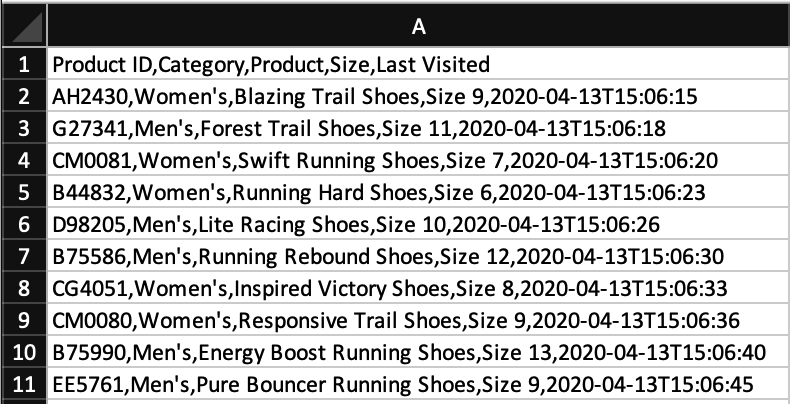 A
1 Product ID,Category,Product,Size,Last Visited
2 AH2430,Women's,Blazing Trail Shoes,Size 9,2020-04-13T15:06:15
3 G27341,Men's,Forest Trail Shoes,Size 11,2020-04-13T15:06:18
4 CM0081,Women's,Swift Running Shoes,Size 7,2020-04-13T15:06:20
5 B44832,Women's,Running Hard Shoes,Size 6,2020-04-13T15:06:23
6 D98205,Men's,Lite Racing Shoes,Size 10,2020-04-13T15:06:26
7 B75586,Men's,Running Rebound Shoes,Size 12,2020-04-13T15:06:30
8 CG4051,Women's,Inspired Victory Shoes,Size 8,2020-04-13T15:06:33
9 CM0080,Women's,Responsive Trail Shoes,Size 9,2020-04-13T15:06:36
10 B75990,Men's,Energy Boost Running Shoes,Size 13,2020-04-13T15:06:40
11 EE5761,Men's,Pure Bouncer Running Shoes,Size 9,2020-04-13T15:06:45